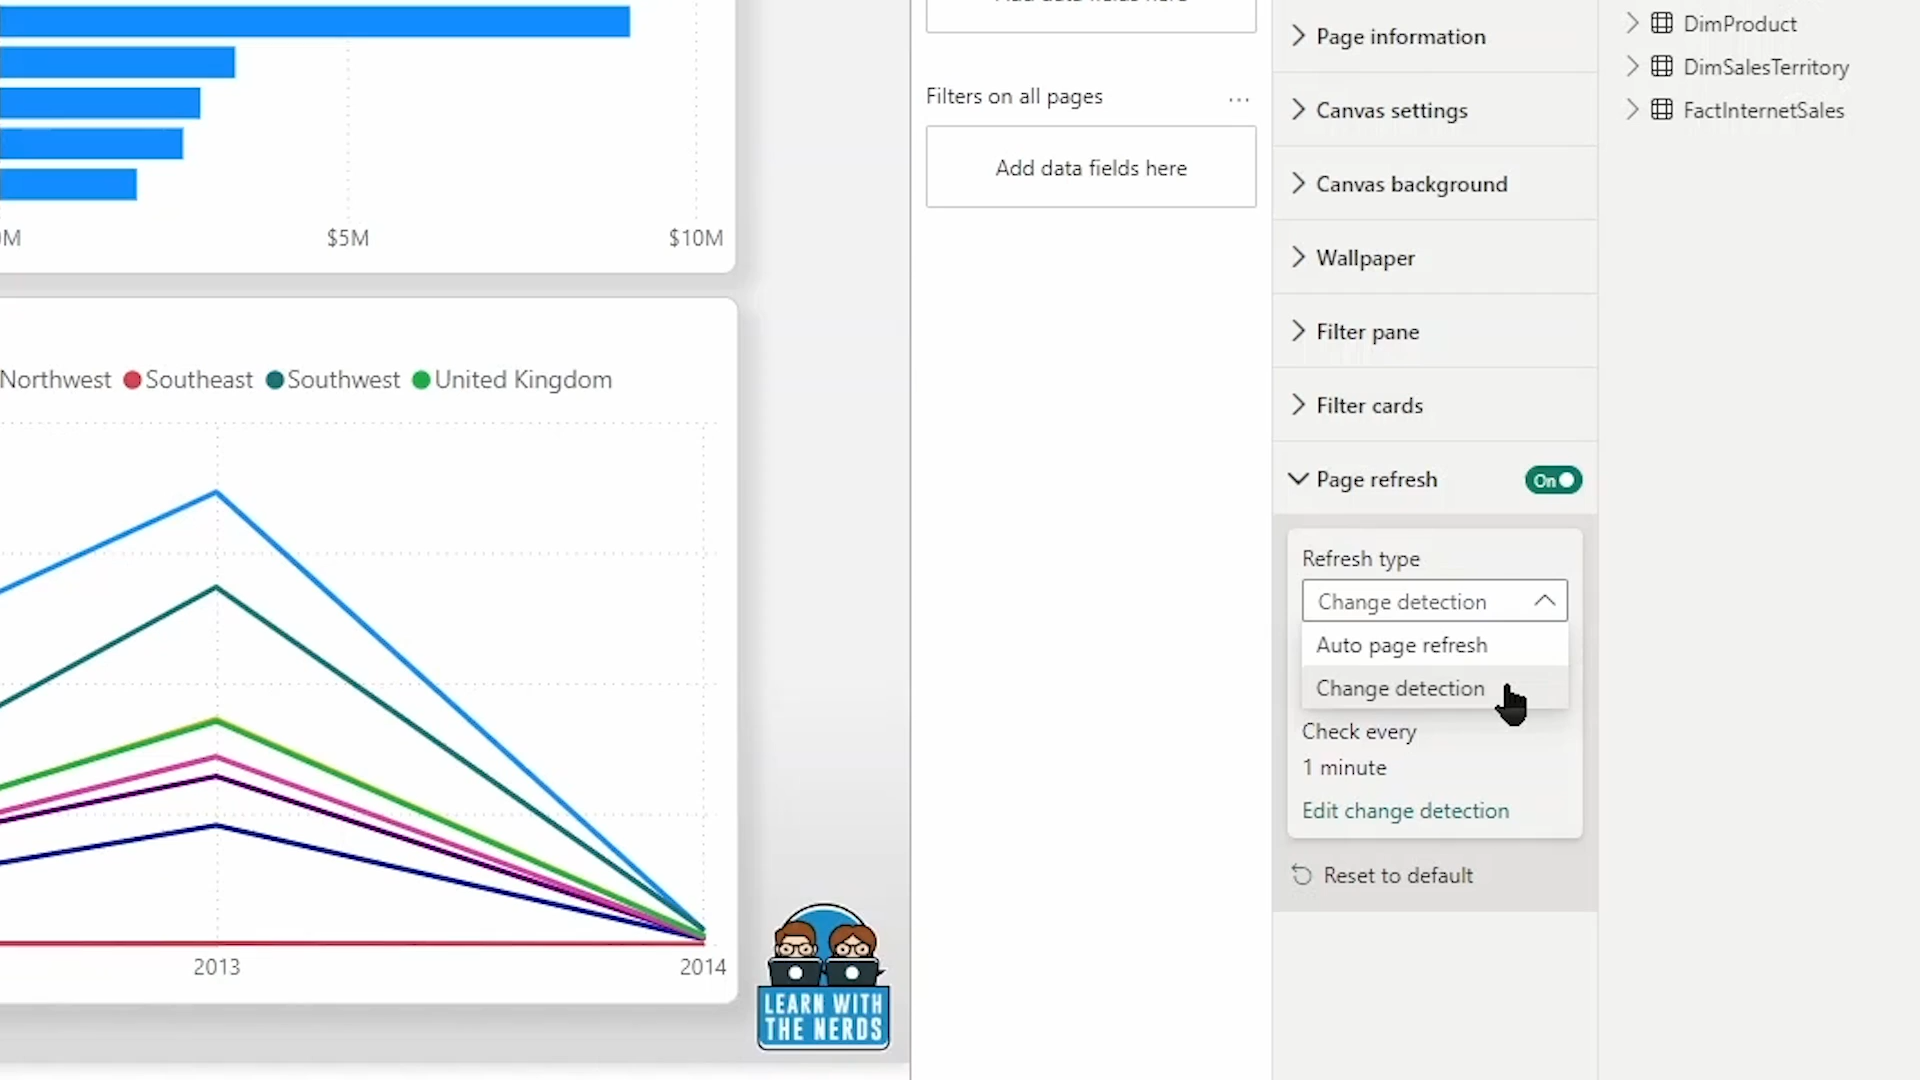 $5M
$10M
Northwest Southeast Southwest United Kingdom
2013
2014
LEARN WITH
THE NERDS
Filters on all pages
Add data fields here
Page information
Canvas settings
Canvas background
Wallpaper
Filter pane
Filter cards
Page refresh On
Refresh type
Change detection
Auto page refresh
Change detection
Check every
1 minute
Edit change detection
Reset to default
DimProduct
DimSalesTerritory
FactInternetSales